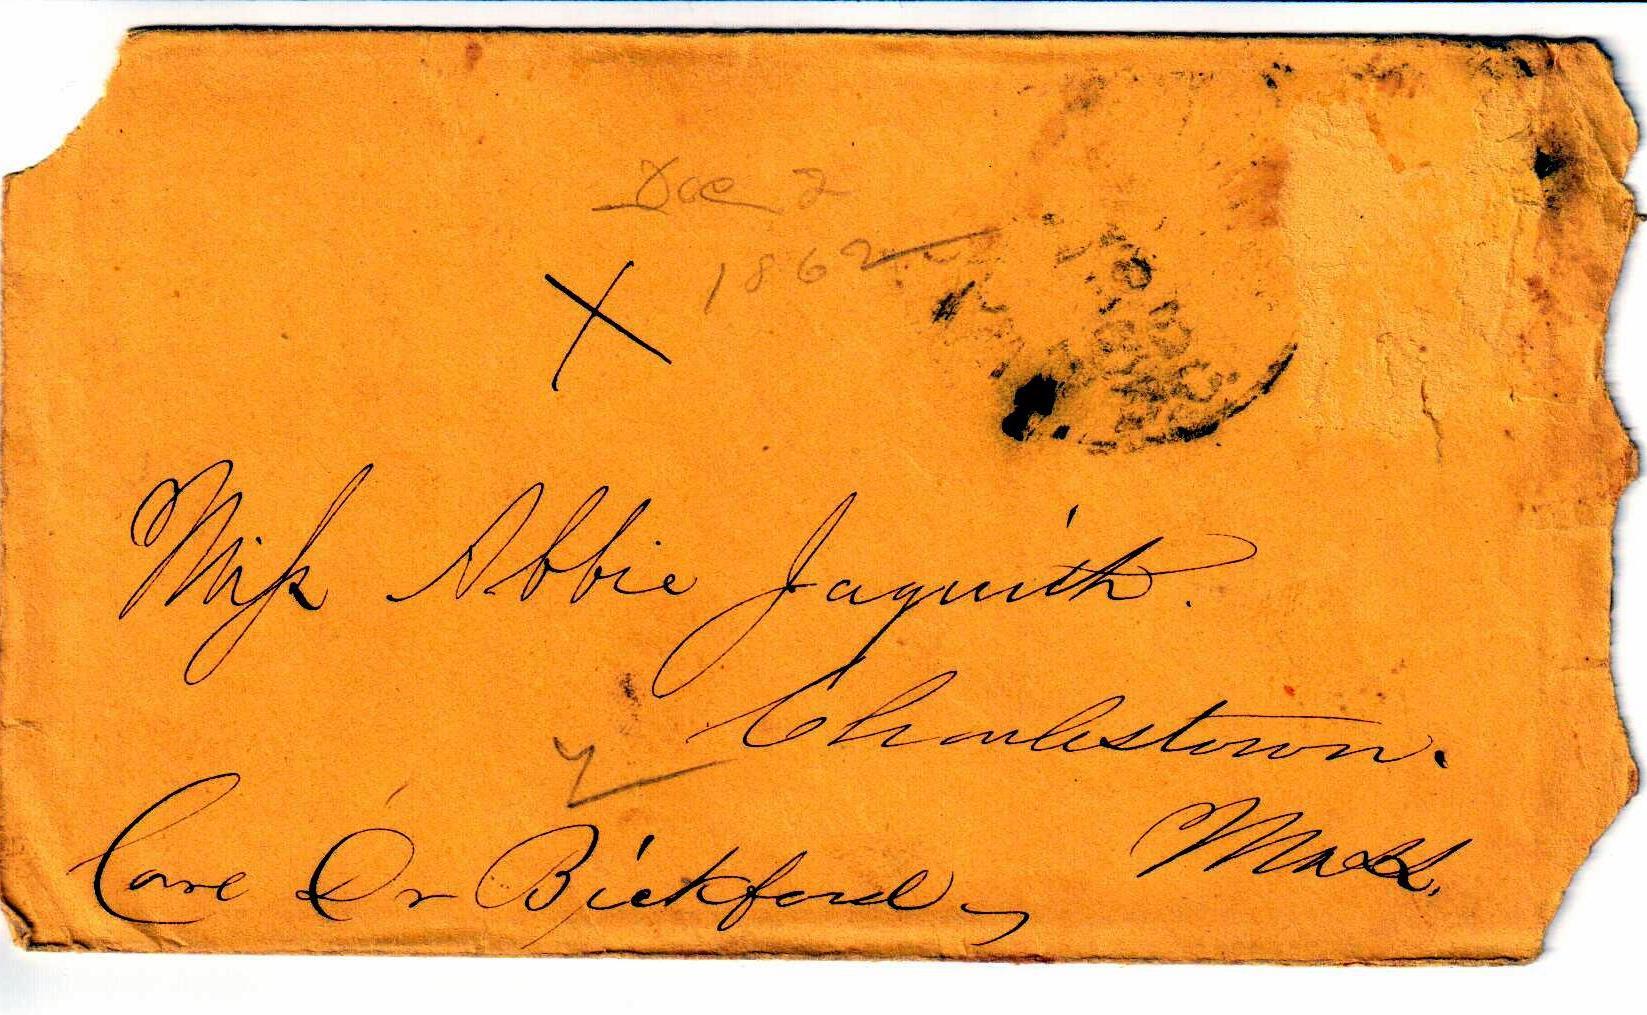 Dec 2
1862
X
Miss Abbie Jaquith.
Charlestown.
Mass.
Care Dr Bickford